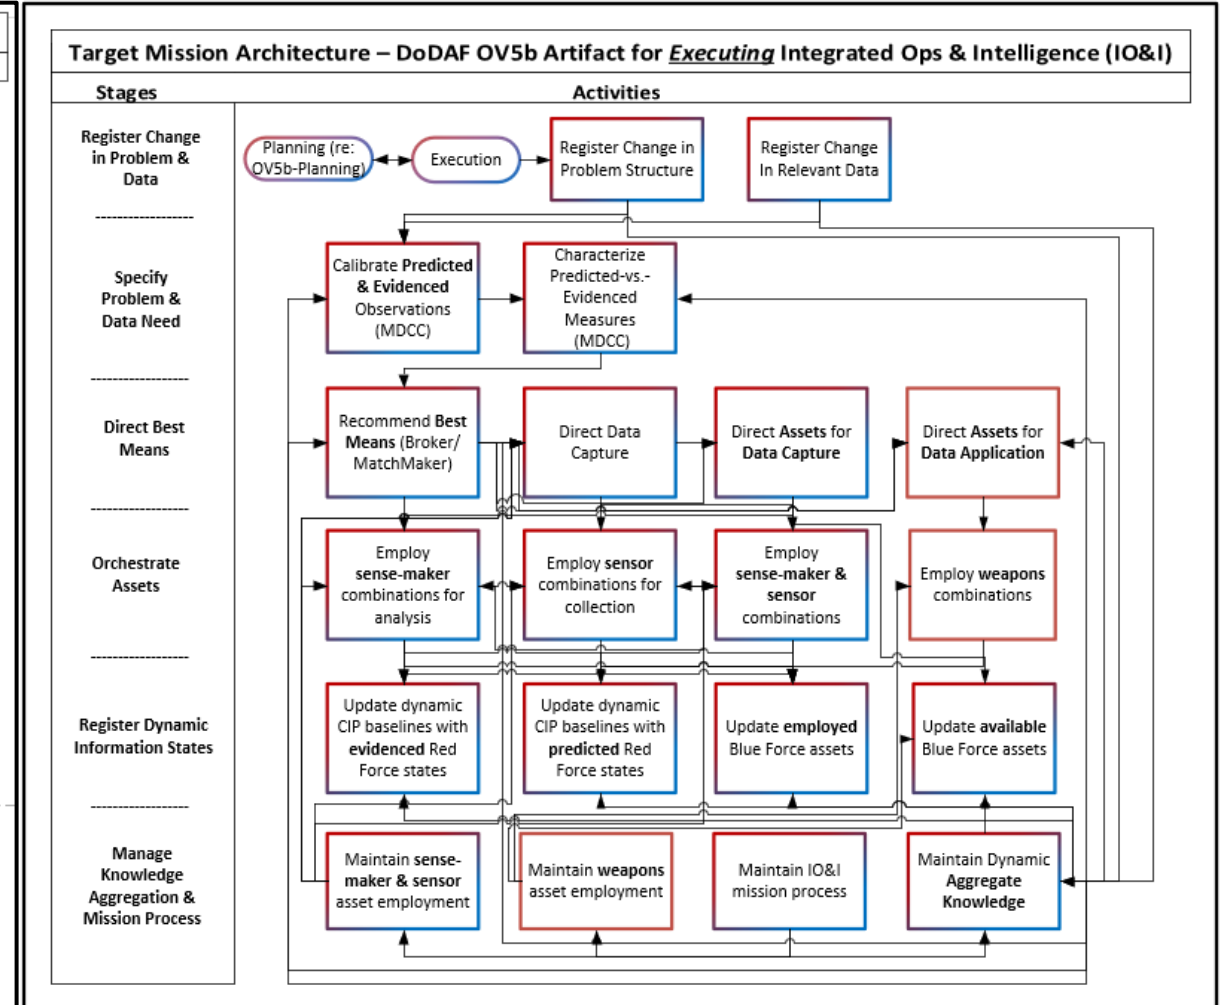 Target Mission Architecture – DoDAF OV5b Artifact for Executing Integrated Ops & Intelligence (IO&I)
Stages
Activities
Register Change
in Problem &
Data
Planning (re:
OV5b-Planning)
Execution
Register Change in
Problem Structure
Register Change
In Relevant Data
-------------------
Specify
Problem &
Data Need
Calibrate Predicted
& Evidenced
Observations
(MDCC)
Characterize
Predicted-vs.-
Evidenced
Measures
(MDCC)
-------------------
Direct Best
Means
Recommend Best
Means (Broker/
MatchMaker)
Direct Data
Capture
Direct Assets for
Data Capture
Direct Assets for
Data Application
-------------------
Orchestrate
Assets
Employ
sense-maker
combinations for
analysis
Employ sensor
combinations for
collection
Employ
sense-maker &
sensor
combinations
Employ weapons
combinations
-------------------
Register Dynamic
Information States
Update dynamic
CIP baselines with
evidenced Red
Force states
Update dynamic
CIP baselines with
predicted Red
Force states
Update employed
Blue Force assets
Update available
Blue Force assets
-------------------
Manage
Knowledge
Aggregation &
Mission Process
Maintain sense-
maker & sensor
asset employment
Maintain weapons
asset employment
Maintain IO&I
mission process
Maintain Dynamic
Aggregate
Knowledge